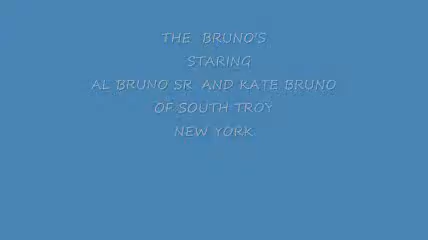 THE BRUNO'S
STARING
AL BRUNO SR AND KATE BRUNO
OF SOUTH TROY
NEW YORK